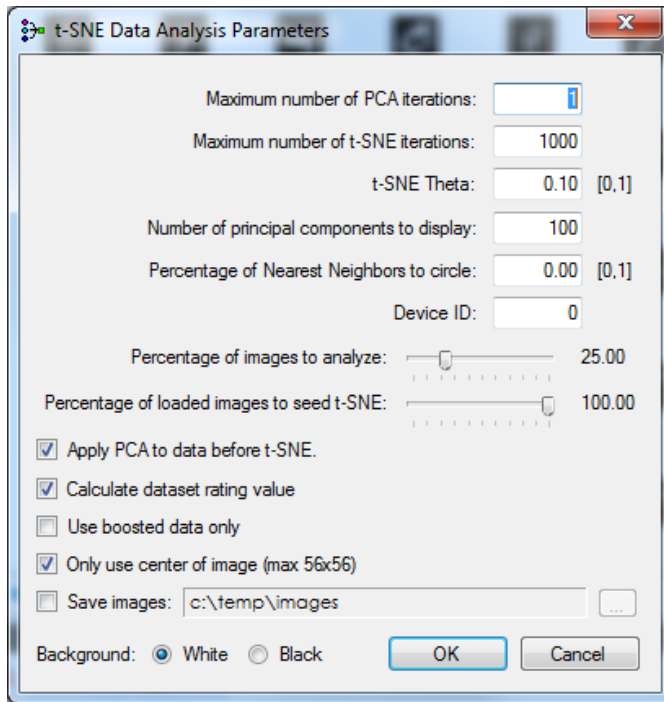 t-SNE Data Analysis Parameters
Maximum number of PCA iterations: 1
Maximum number of t-SNE iterations: 1000
t-SNE Theta: 0.10 [0,1]
Number of principal components to display: 100
Percentage of Nearest Neighbors to circle: 0.00 [0,1]
Device ID: 0
Percentage of images to analyze: 25.00
Percentage of loaded images to seed t-SNE: 100.00
Apply PCA to data before t-SNE.
Calculate dataset rating value
Use boosted data only
Only use center of image (max 56x56)
Save images: c:\temp\images ...
Background: White Black OK Cancel